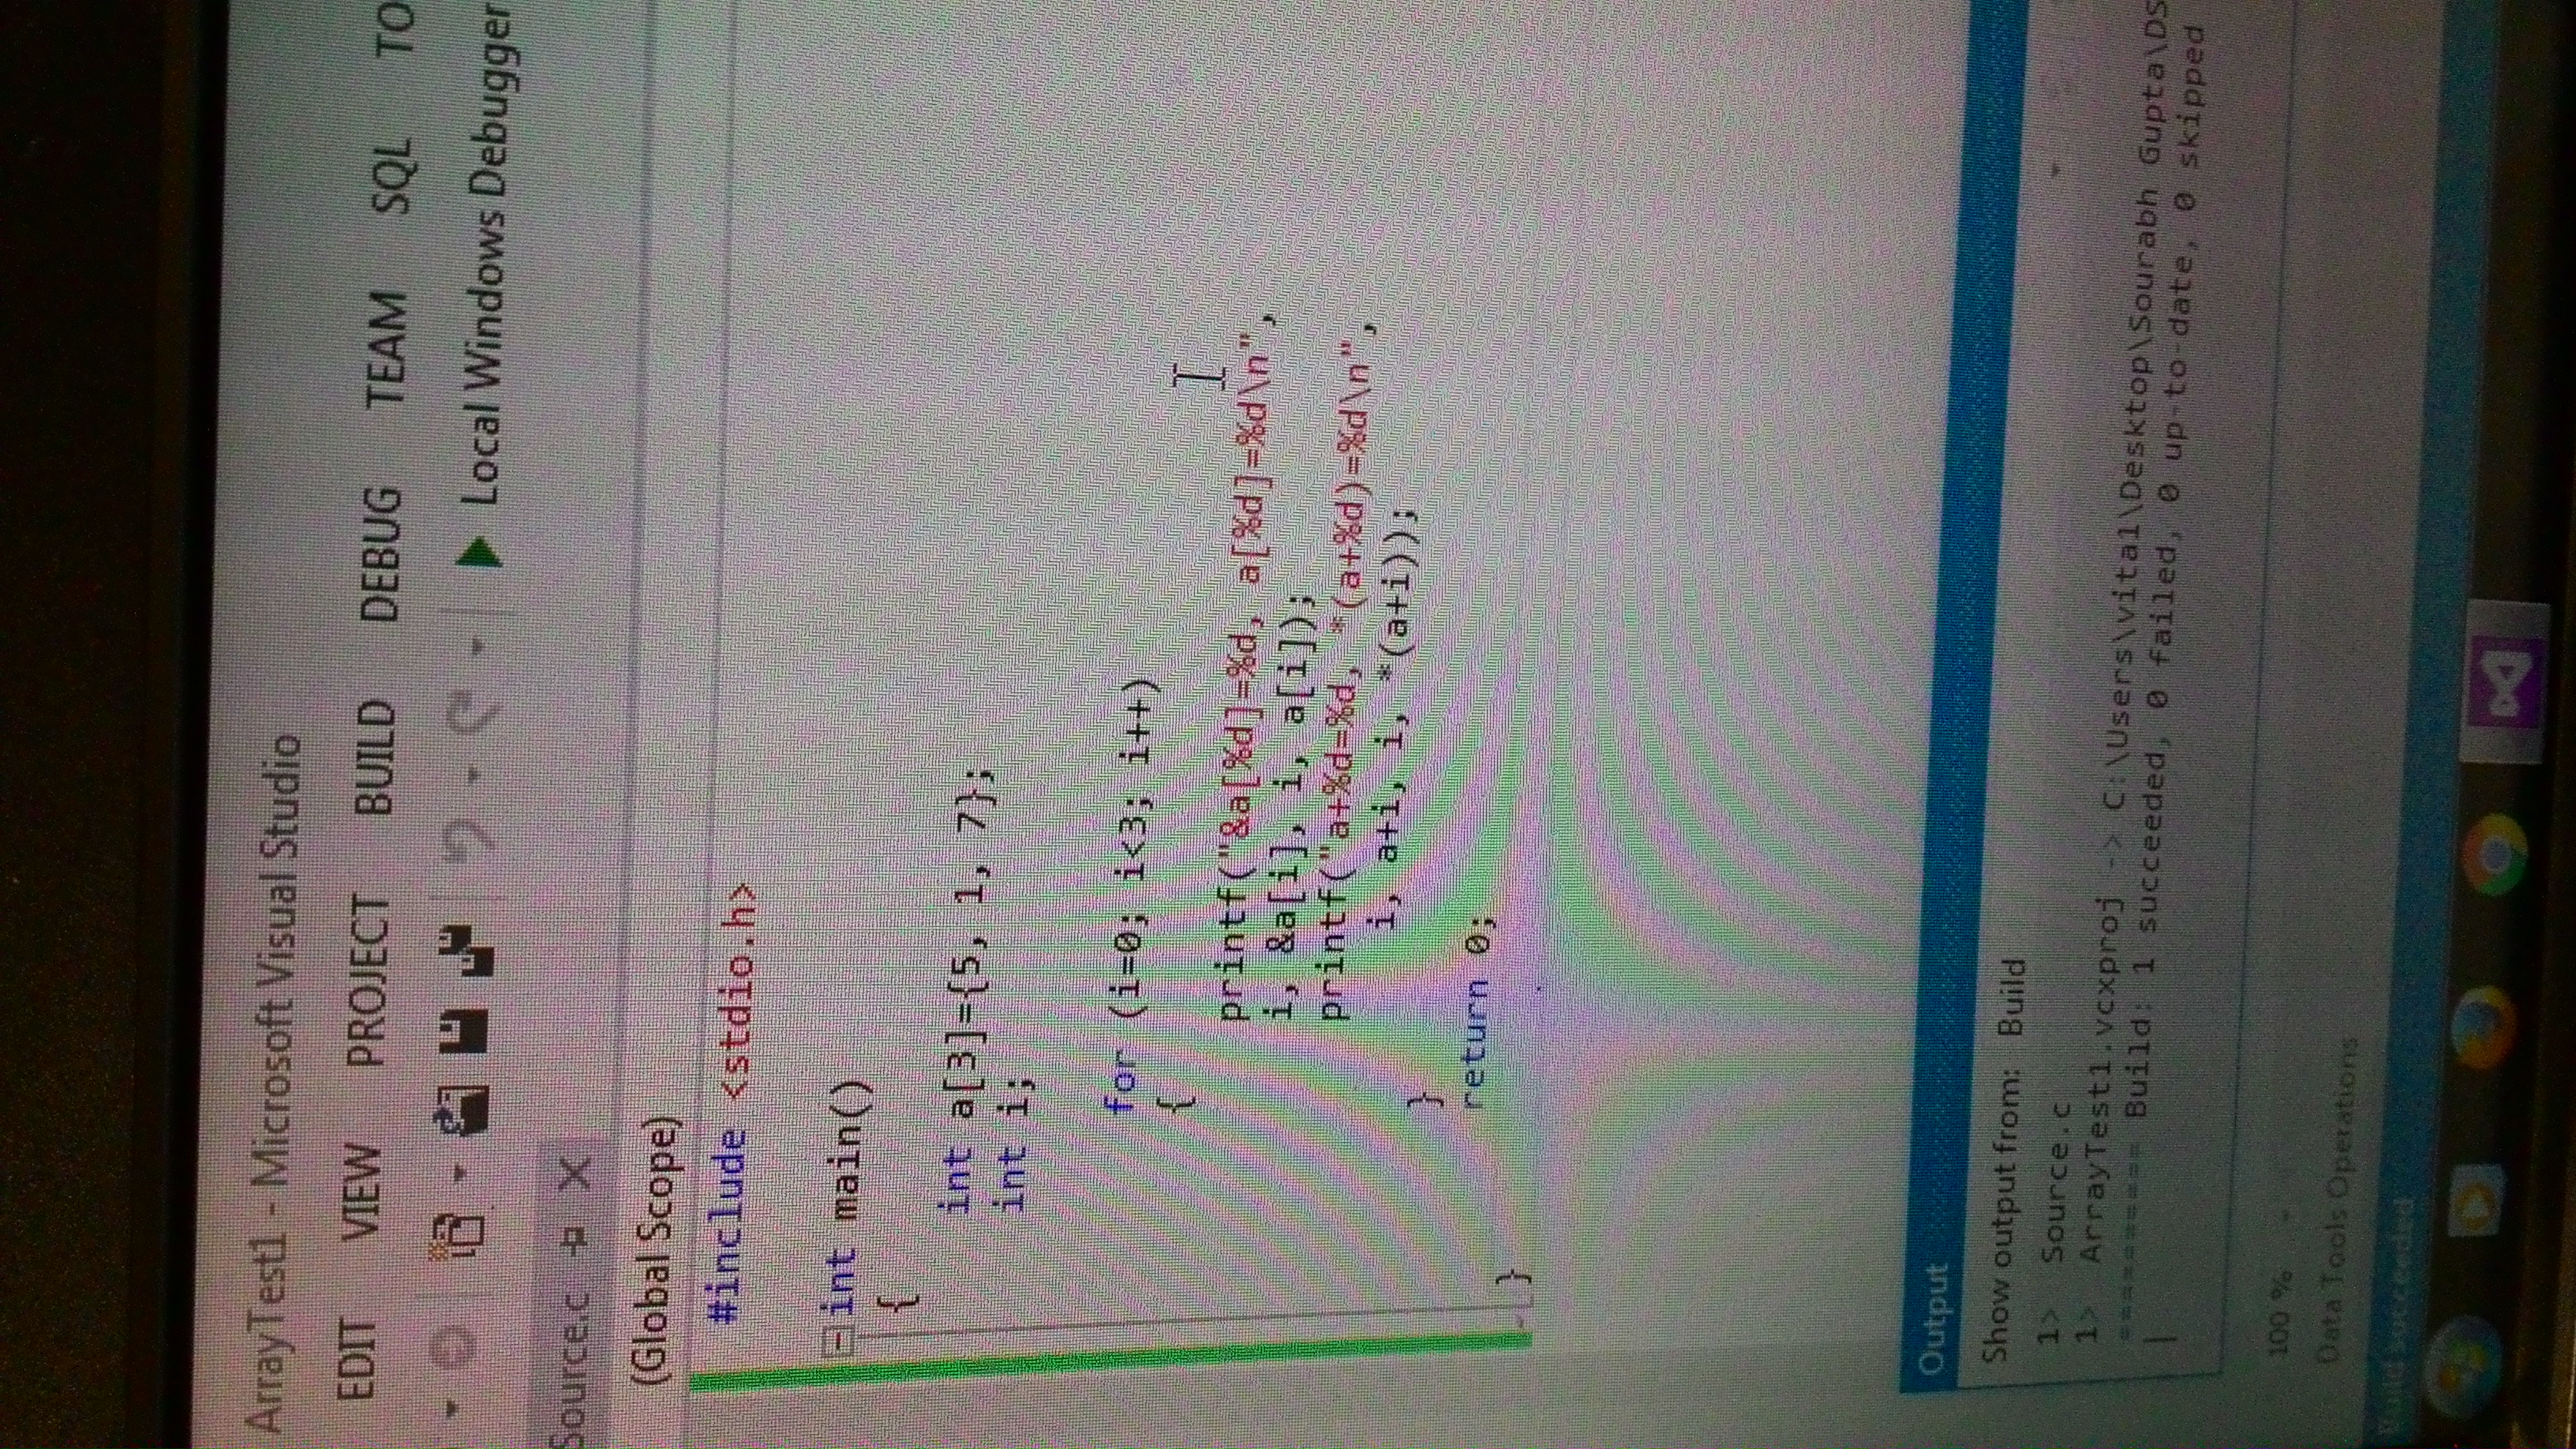 ArrayTest1 - Microsoft Visual Studio
EDIT VIEW PROJECT BUILD DEBUG TEAM SQL TO
Local Windows Debugger
Source.c
(Global Scope)
#include <stdio.h>
int main()
{
int a[3]={5, 1, 7};
int i;
for (i=0; i<3; i++)
{
printf("&a[%d]=%d, a[%d]=%d\n",
i, &a[i], i, a[i]);
printf("a+%d=%d, *(a+%d)=%d\n",
i, a+i, i, *(a+i));
}
return 0;
}
Output
Show output from: Build
1> Source.c
1> ArrayTest1.vcxproj -> C:\Users\vital\Desktop\Sourabh Gupta\DS
========== Build: 1 succeeded, 0 failed, 0 up-to-date, 0 skipped
100 %
Data Tools Operations
Build succeeded